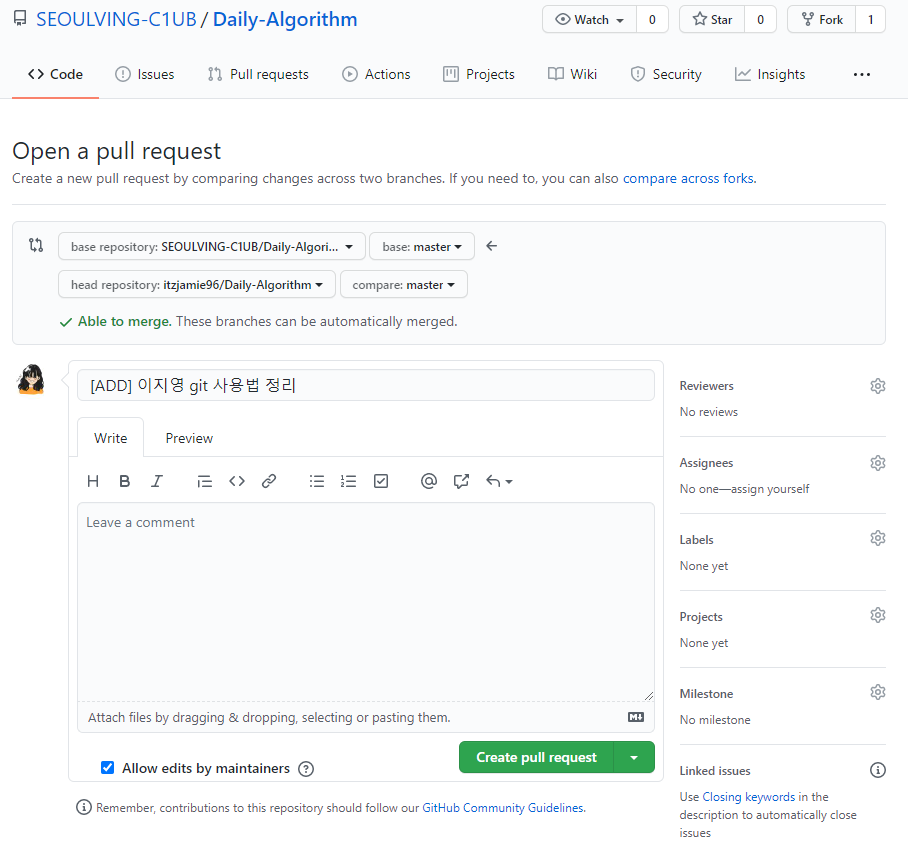 SEOULVING-C1UB / Daily-Algorithm Watch 0 Star 0 Fork 1
Code Issues Pull requests Actions Projects Wiki Security Insights ...
Open a pull request
Create a new pull request by comparing changes across two branches. If you need to, you can also compare across forks.
base repository: SEOULVING-C1UB/Daily-Algori... base: master
head repository: itzjamie96/Daily-Algorithm compare: master
Able to merge. These branches can be automatically merged.
[ADD] 이지영 git 사용법 정리
Write Preview
H B I
Leave a comment
Attach files by dragging & dropping, selecting or pasting them.
Allow edits by maintainers
Create pull request
Remember, contributions to this repository should follow our GitHub Community Guidelines.
Reviewers
No reviews
Assignees
No one—assign yourself
Labels
None yet
Projects
None yet
Milestone
No milestone
Linked issues
Use Closing keywords in the
description to automatically close
issues